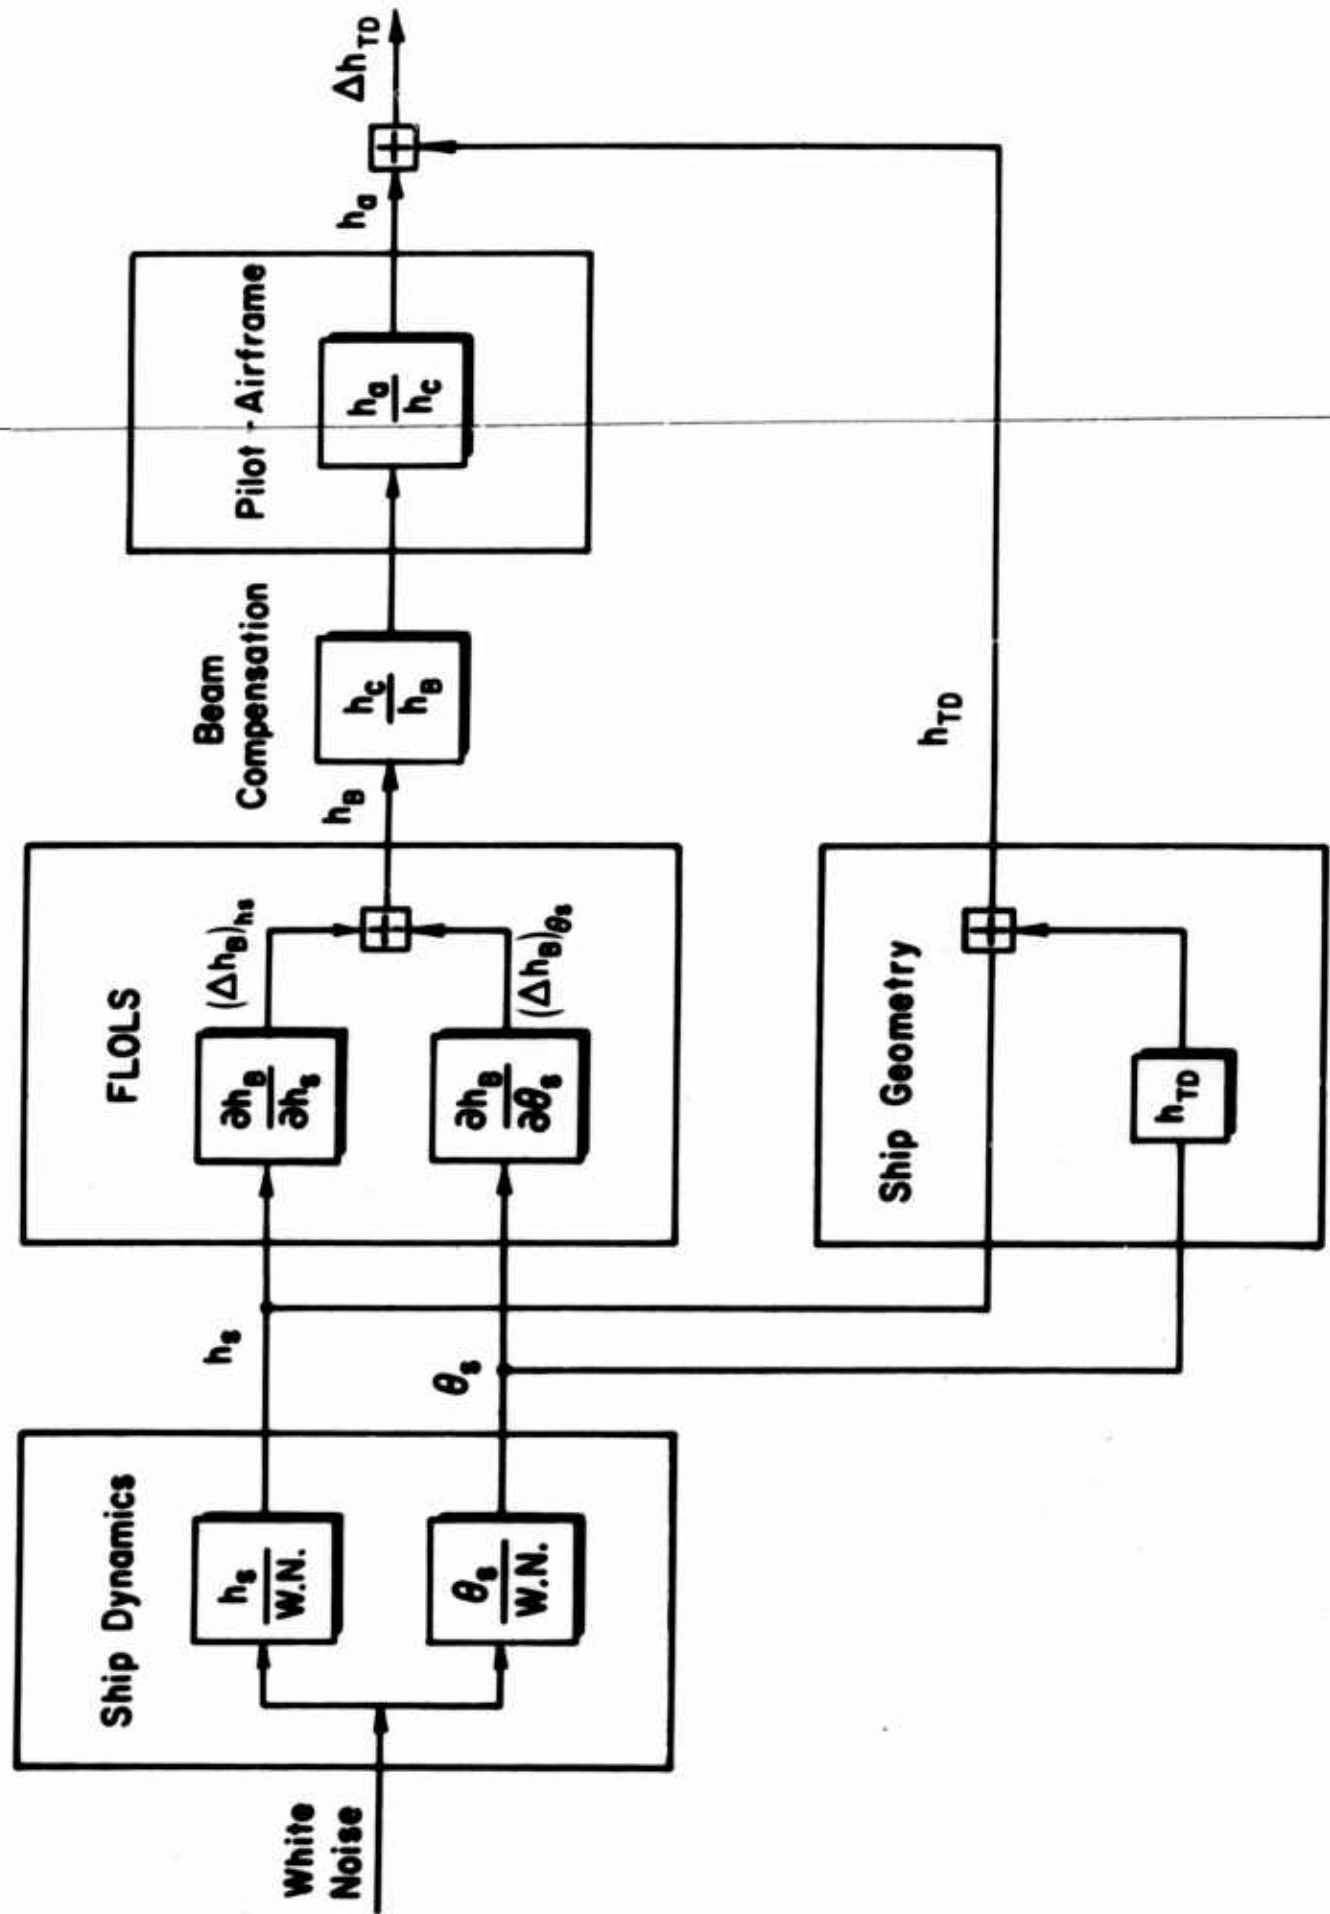 White
Noise
Ship Dynamics
h_s
W.N.
θ_s
W.N.
h_s
θ_s
FLOLS
∂h_B
∂h_s
(Δh_B)_hs
∂h_B
∂θ_s
(Δh_B)_θs
h_B
Beam
Compensation
h_c
h_B
Pilot - Airframe
h_a
h_c
h_a
Δh_TD
Ship Geometry
h_TD
h_TD